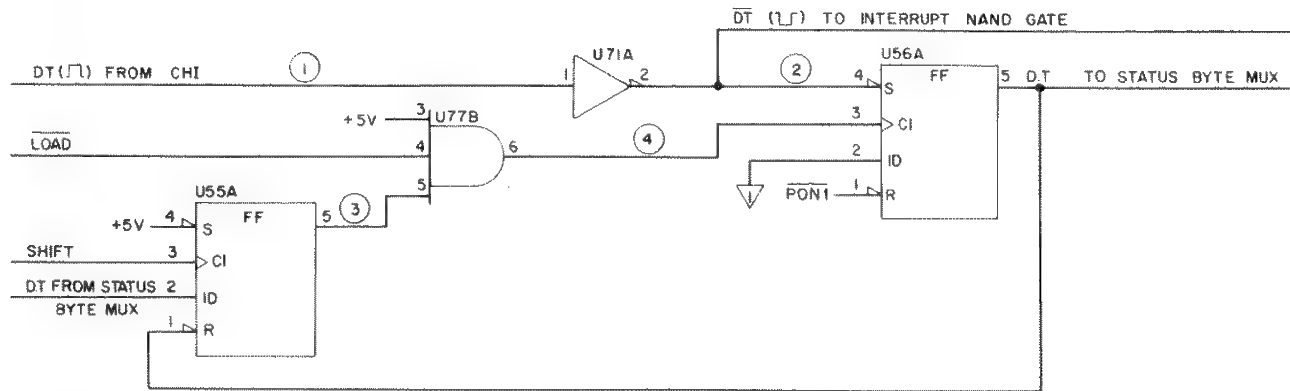 DT (⨅) TO INTERRUPT NAND GATE
U71A
U56A
DT(⎍) FROM CHI
1
1
2
2
4
S
FF
5
D.T
TO STATUS BYTE MUX
+5V
3
U77B
3
CI
LOAD
4
6
4
2
ID
5
PON1
1
R
U55A
+5V
4
S
FF
5
3
SHIFT
3
CI
D.T FROM STATUS
2
ID
BYTE MUX
1
R
1